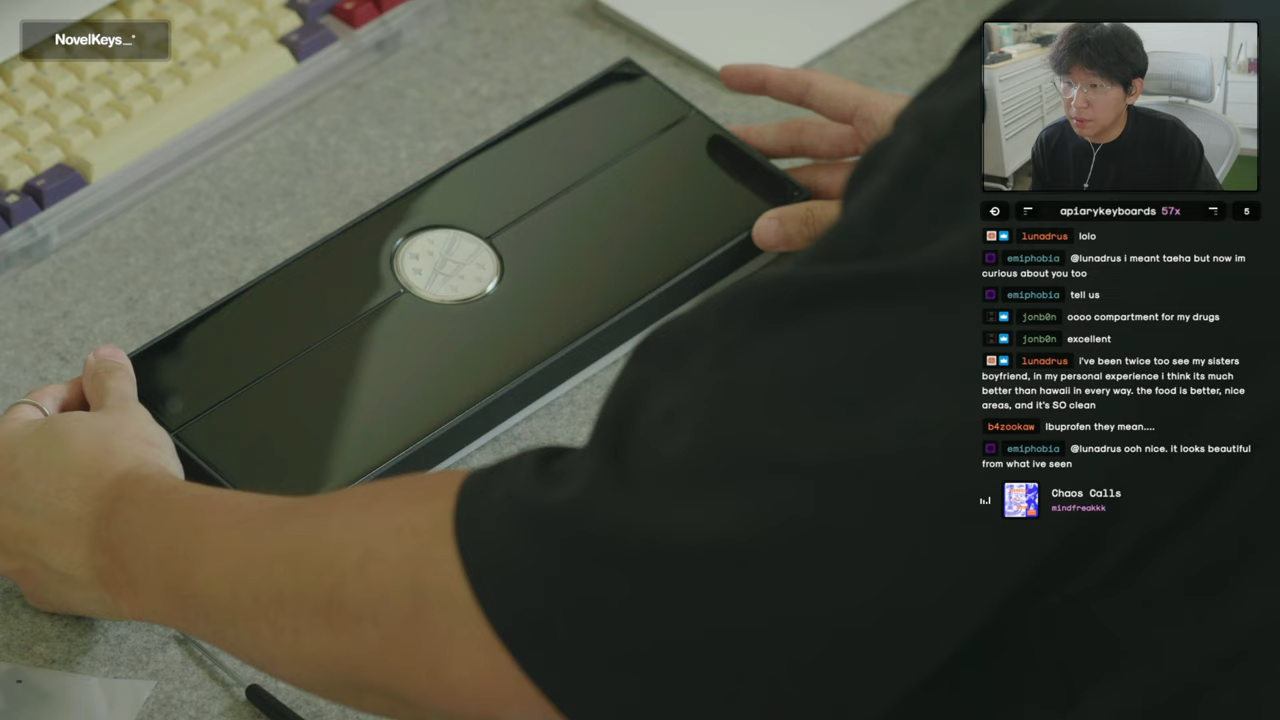 NovelKeys_*
apiarykeyboards 57x
5
lunadrus lolo
emiphobia @lunadrus i meant taeha but now im
curious about you too
emiphobia tell us
jonb0n oooo compartment for my drugs
jonb0n excellent
lunadrus i've been twice too see my sisters
boyfriend, in my personal experience i think its much
better than hawaii in every way. the food is better, nice
areas, and it's SO clean
b4zookaw Ibuprofen they mean....
emiphobia @lunadrus ooh nice. it looks beautiful
from what ive seen
Chaos Calls
mindfreakkk